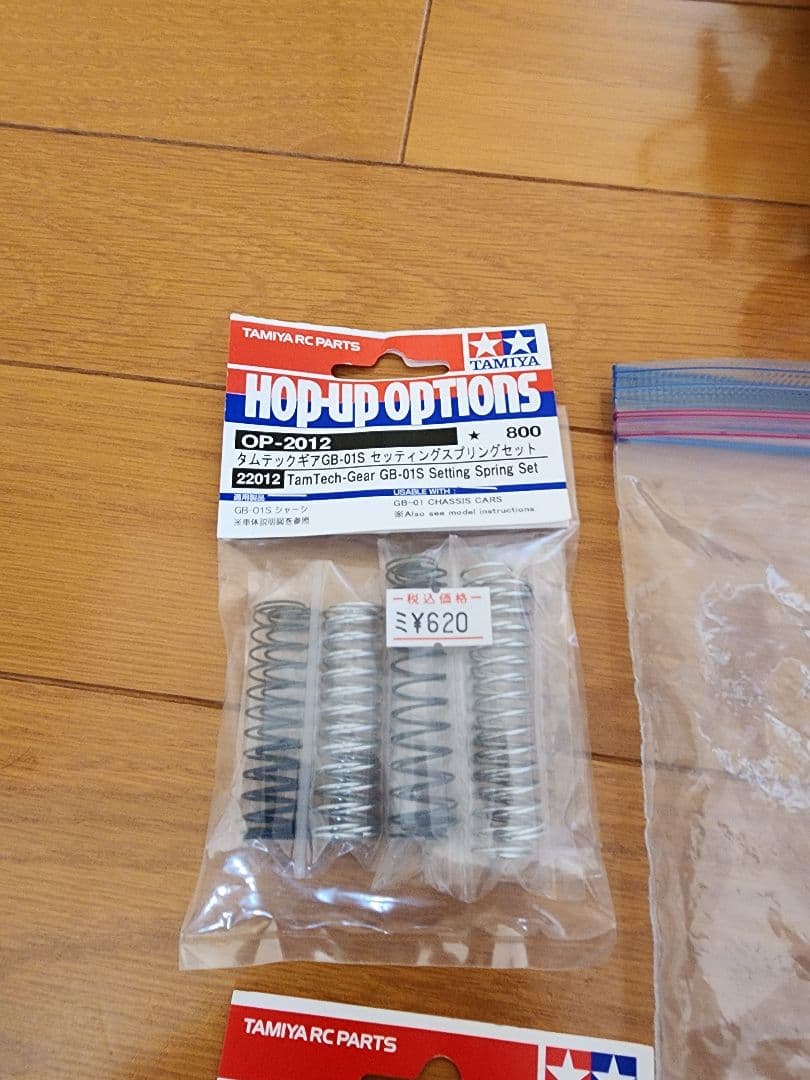 TAMIYA RC PARTS
TAMIYA
HOP-UP OPTIONS
OP-2012 ★ 800
タムテックギアGB-01S セッティングスプリングセット
22012 TamTech-Gear GB-01S Setting Spring Set
適用製品 USABLE WITH :
GB-01S シャーシ GB-01 CHASSIS CARS
※車体説明図を参照 ※Also see model instructions.
税込価格
ミ¥620
TAMIYA RC PARTS